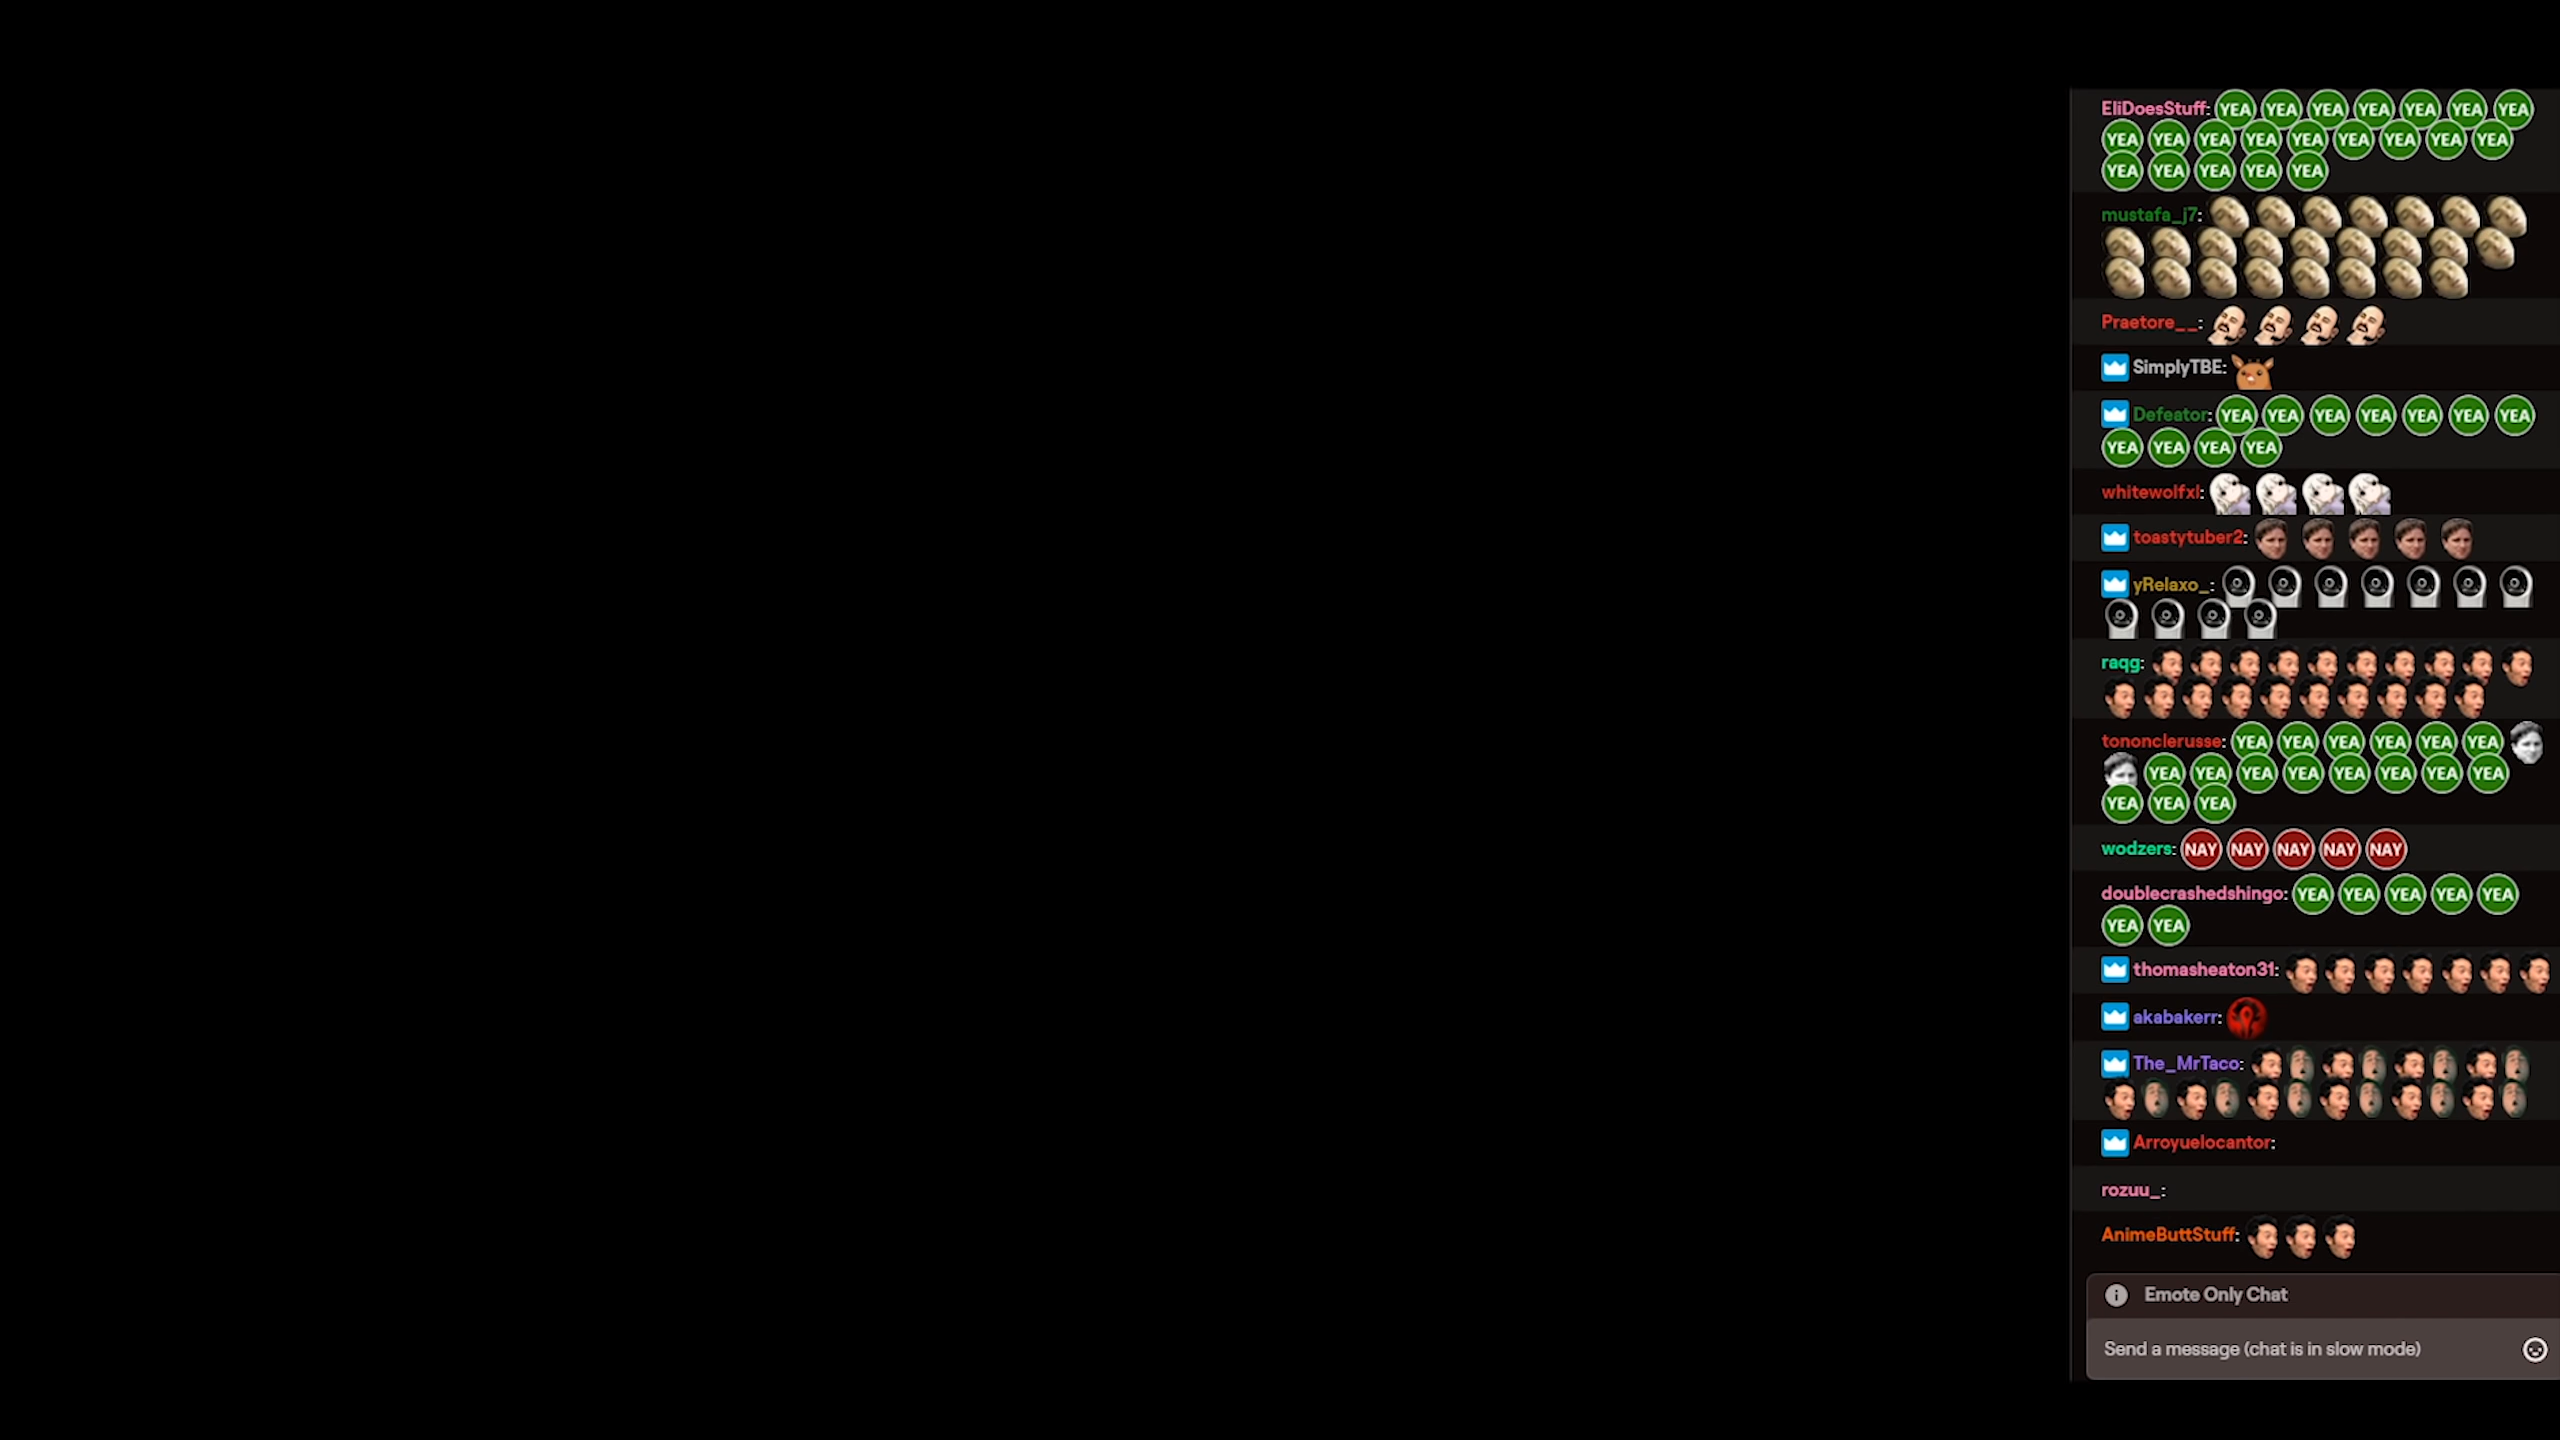 EliDoesStuff: YEA YEA YEA YEA YEA YEA YEA
YEA YEA YEA YEA YEA YEA YEA YEA YEA
YEA YEA YEA YEA YEA
mustafa_j7:
Praetore__:
SimplyTBE:
Defeator: YEA YEA YEA YEA YEA YEA YEA
YEA YEA YEA YEA
whitewolfxl:
toastytuber2:
yRelaxo_:
raqg:
tononclerusse: YEA YEA YEA YEA YEA YEA
YEA YEA YEA YEA YEA YEA YEA YEA
YEA YEA YEA
wodzers: NAY NAY NAY NAY NAY
doublecrashedshingo: YEA YEA YEA YEA YEA
YEA YEA
thomasheaton31:
akabakerr:
The_MrTaco:
Arroyuelocantor:
rozuu_:
AnimeButtStuff:
Emote Only Chat
Send a message (chat is in slow mode)